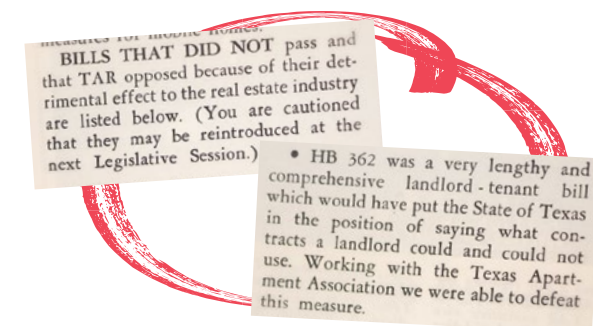 measures for mobile homes.
BILLS THAT DID NOT pass and
that TAR opposed because of their det-
rimental effect to the real estate industry
are listed below. (You are cautioned
that they may be reintroduced at the
next Legislative Session.)
• HB 362 was a very lengthy and
comprehensive landlord - tenant bill
which would have put the State of Texas
in the position of saying what con-
tracts a landlord could and could not
use. Working with the Texas Apart-
ment Association we were able to defeat
this measure.